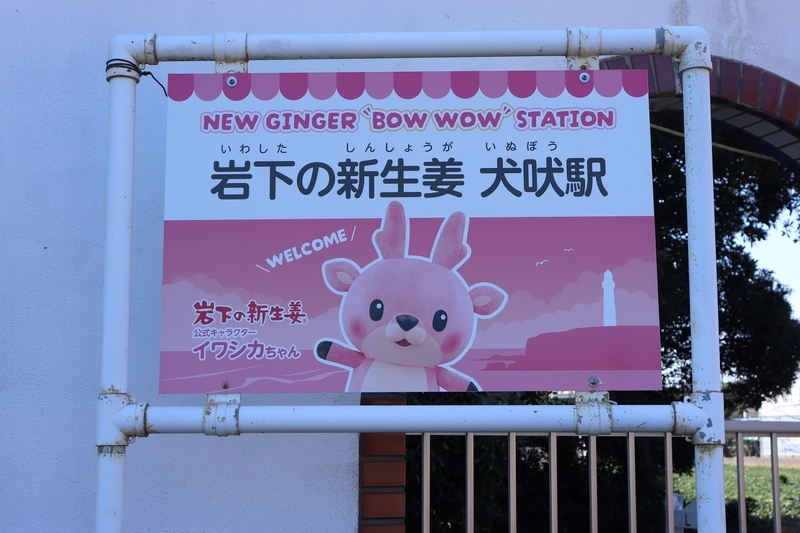 NEW GINGER "BOW WOW" STATION
いわした しんしょうが いぬぼう
岩下の新生姜 犬吠駅
WELCOME
岩下の新生姜
公式キャラクター
イワシカちゃん